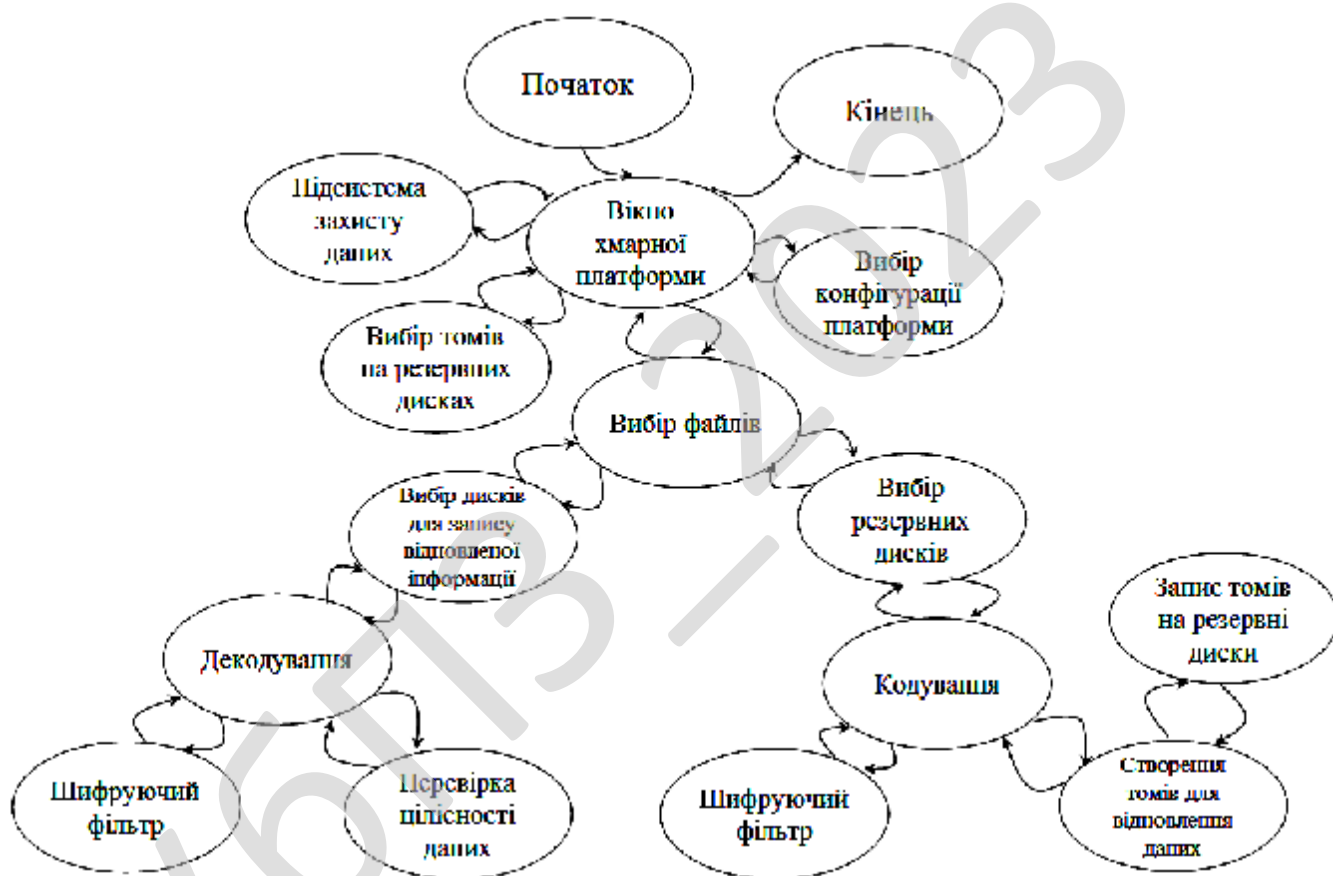 Початок
Кінець
Підсистема
захисту
даних
Вікно
хмарної
платформи
Вибір
конфігурації
платформи
Вибір томів
на резервних
дисках
Вибір файлів
Вибір дисків
для запису
відновленої
інформації
Вибір
резервних
дисків
Запис томів
на резервні
диски
Декодування
Кодування
Шифруючий
фільтр
Перевірка
цілісності
даних
Шифруючий
фільтр
Створення
томів для
відновлення
даних
БПЗ_2023